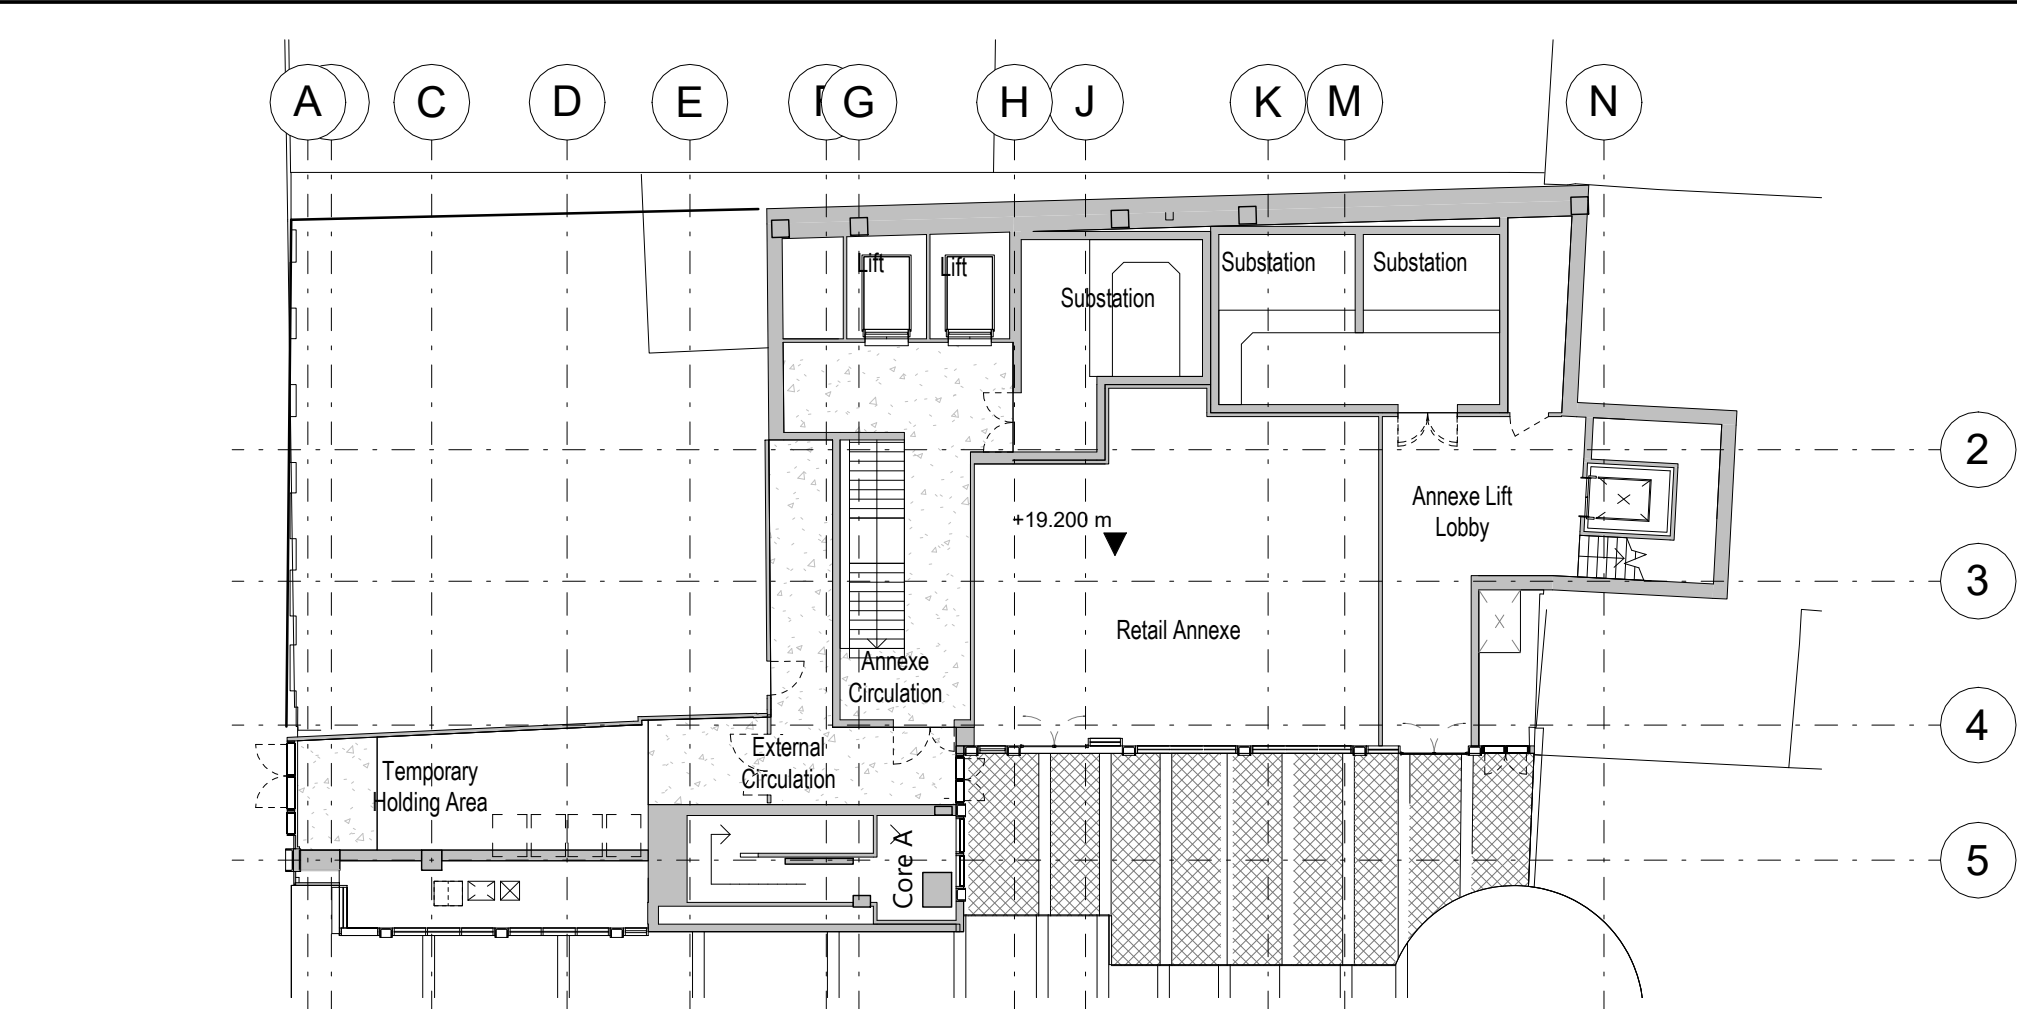 A
C
D
E
G
H
J
K
M
N
Lift
Lift
Substation
Substation
Substation
2
Annexe Lift
Lobby
+19.200 m
3
Retail Annexe
Annexe
Circulation
4
External
Circulation
Temporary
Holding Area
Core A
5